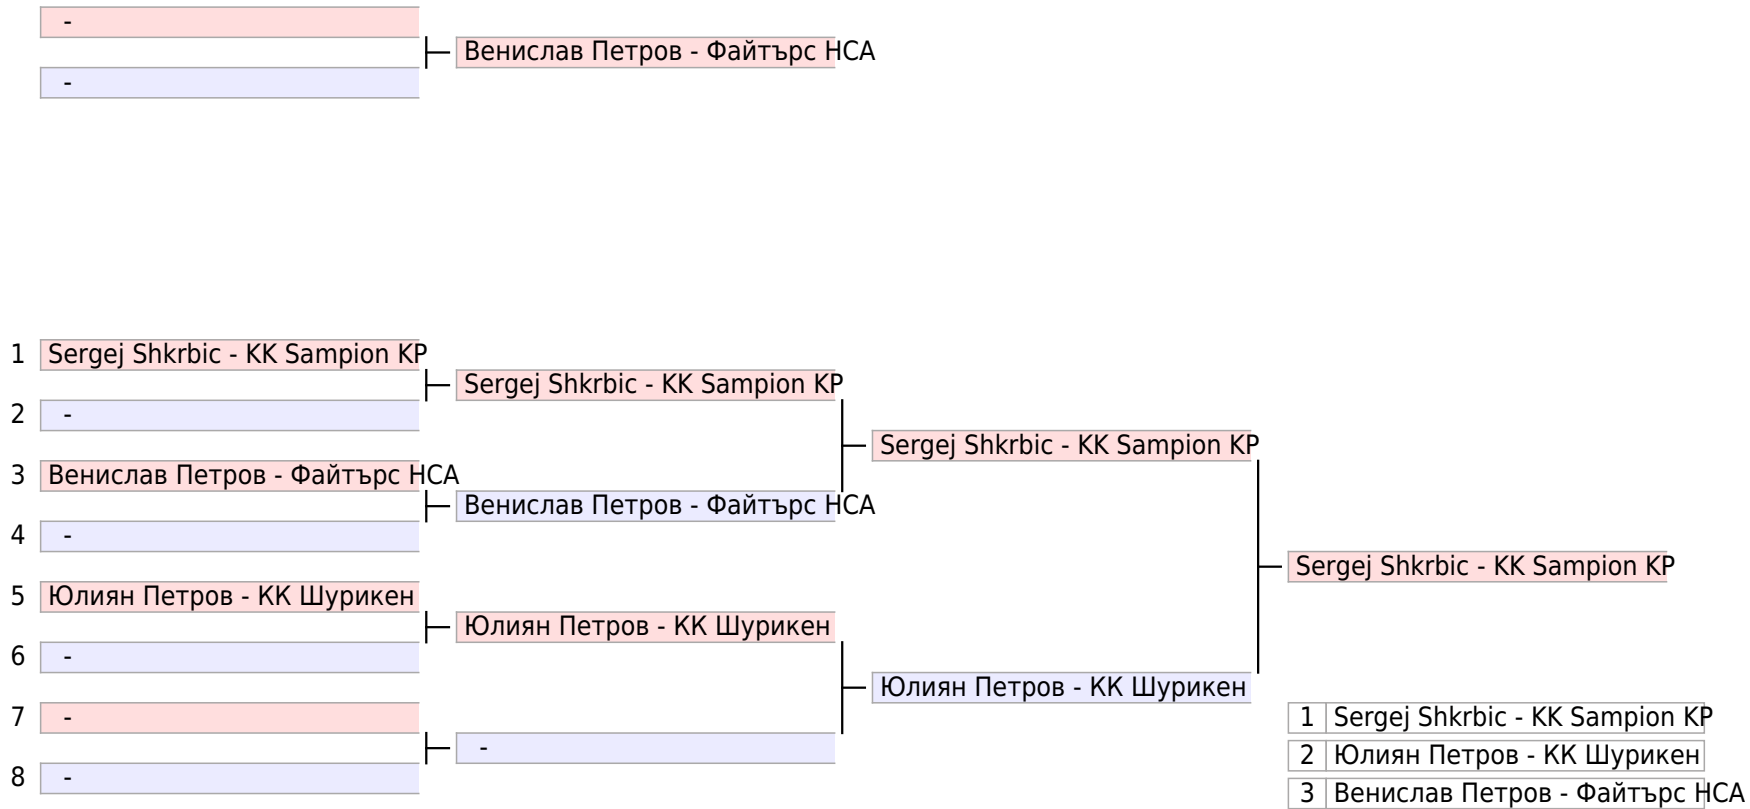 -
Венислав Петров - Файтърс НСА
-
1 Sergej Shkrbic - KK Sampion KP
Sergej Shkrbic - KK Sampion KP
2 -
Sergej Shkrbic - KK Sampion KP
3 Венислав Петров - Файтърс НСА
Венислав Петров - Файтърс НСА
4 -
Sergej Shkrbic - KK Sampion KP
5 Юлиян Петров - КК Шурикен
Юлиян Петров - КК Шурикен
6 -
Юлиян Петров - КК Шурикен
7 -
-
8 -
1 Sergej Shkrbic - KK Sampion KP
2 Юлиян Петров - КК Шурикен
3 Венислав Петров - Файтърс НСА